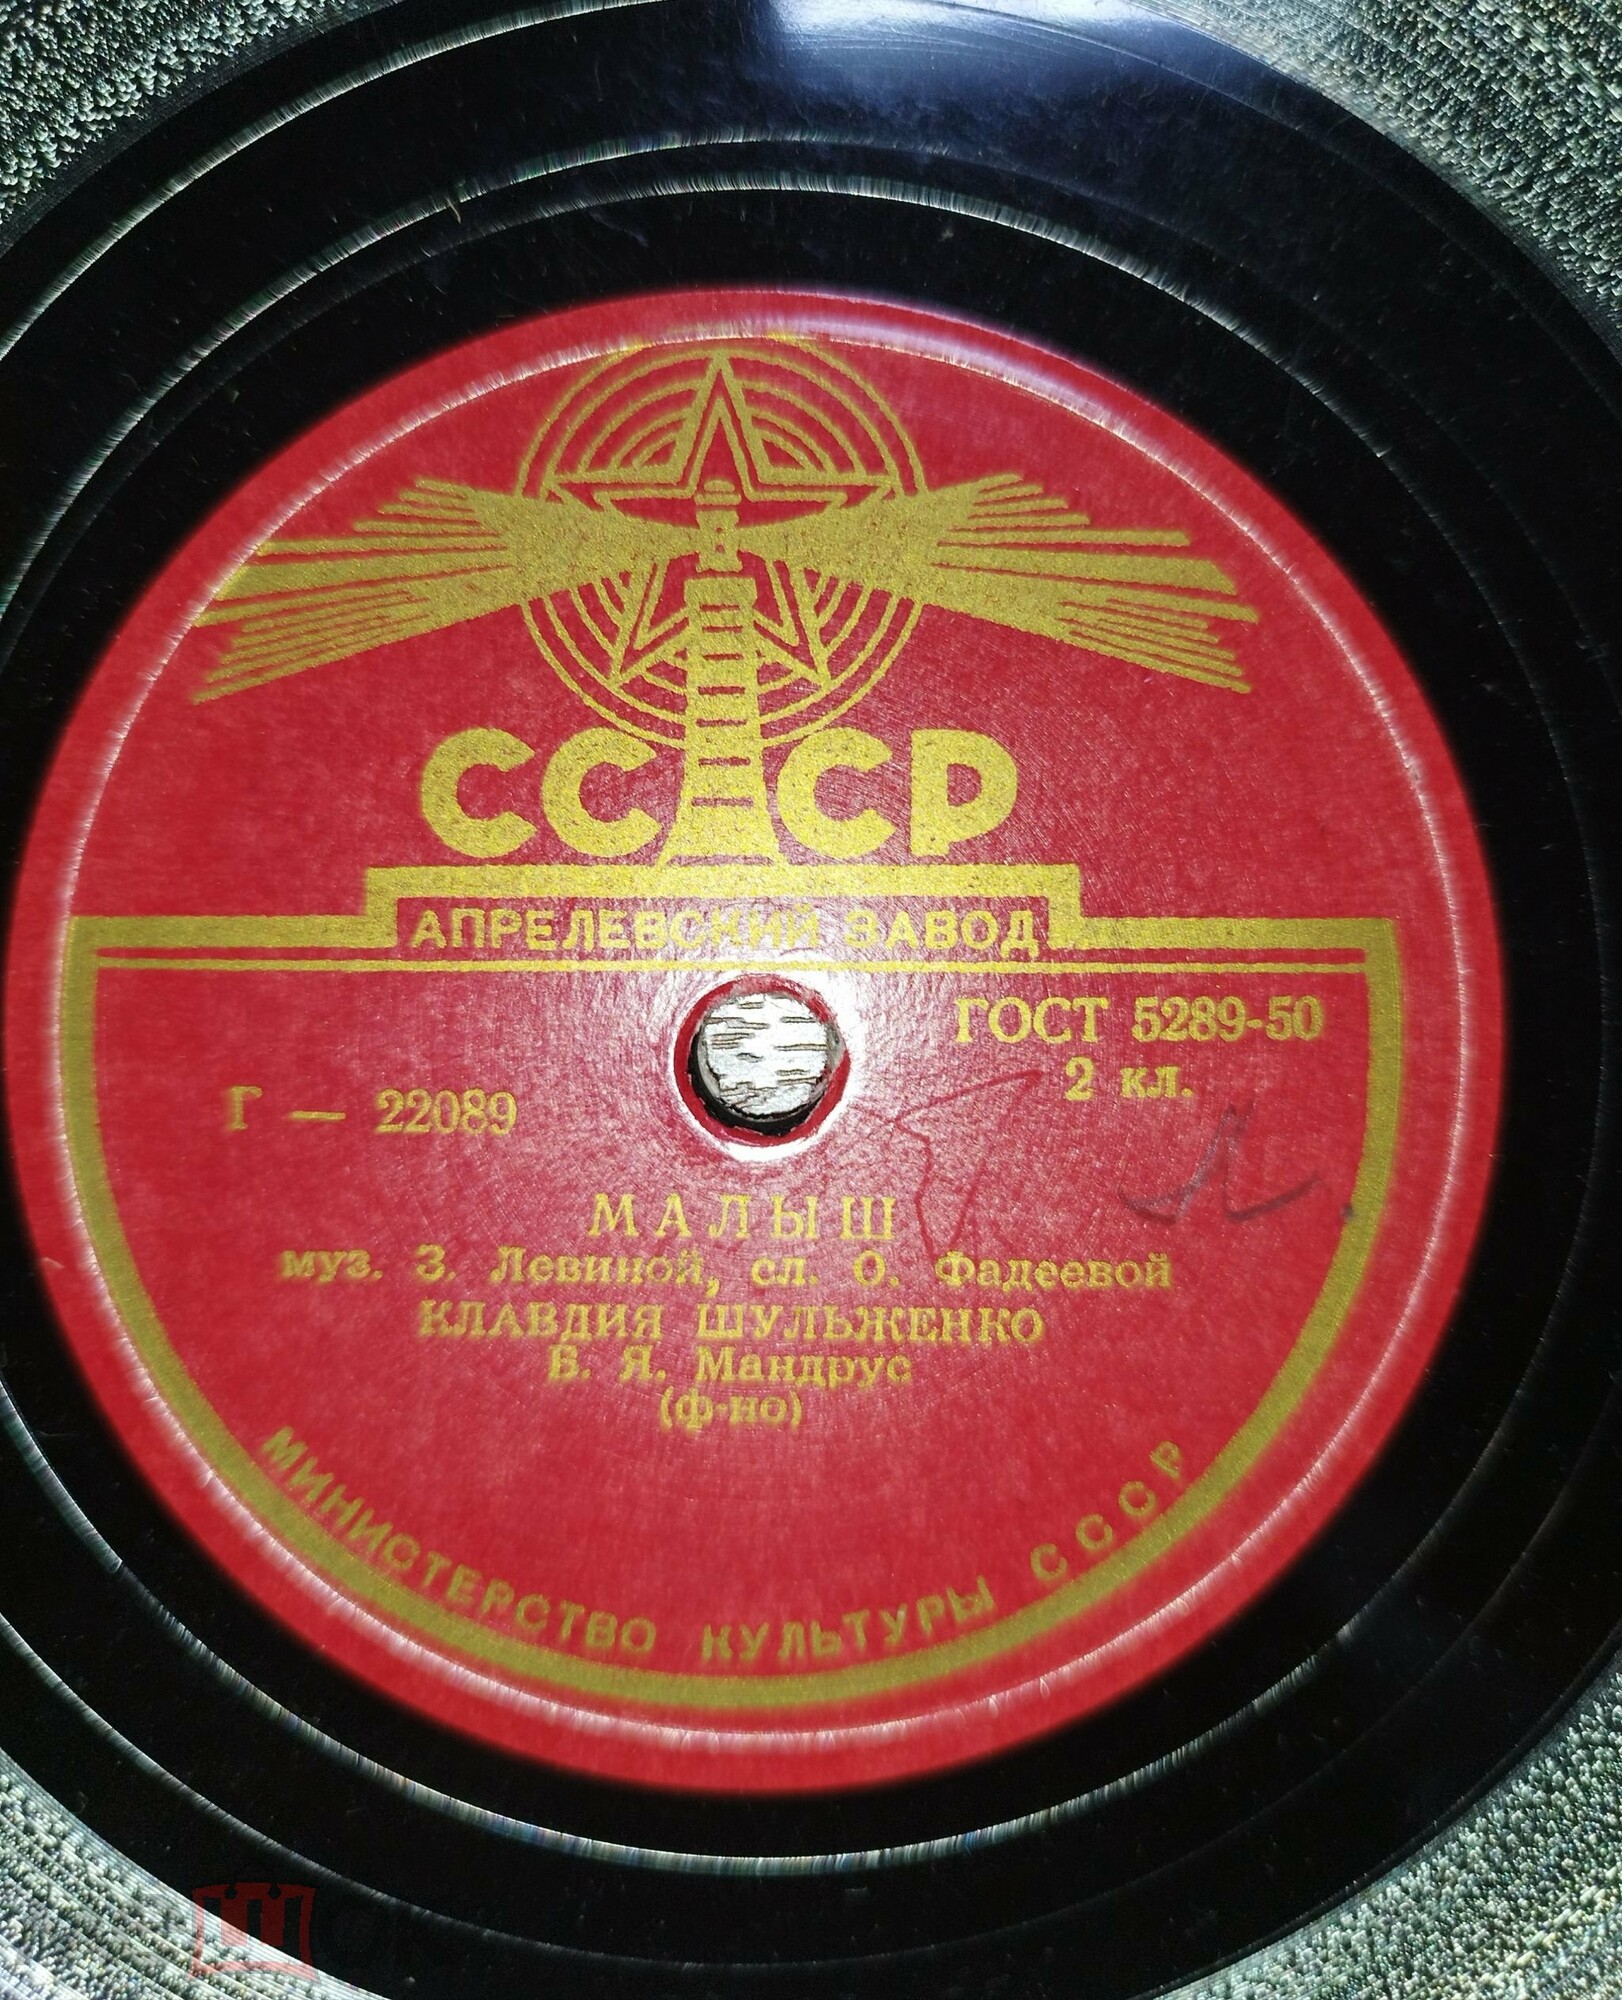 СССР
АПРЕЛЕВСКИЙ ЗАВОД
ГОСТ 5289-50
2 кл.
Г — 22089
МАЛЫШ
муз. З. Левиной, сл. О. Фадеевой
КЛАВДИЯ ШУЛЬЖЕНКО
Б. Я. Мандрус
(ф-но)
МИНИСТЕРСТВО КУЛЬТУРЫ СССР